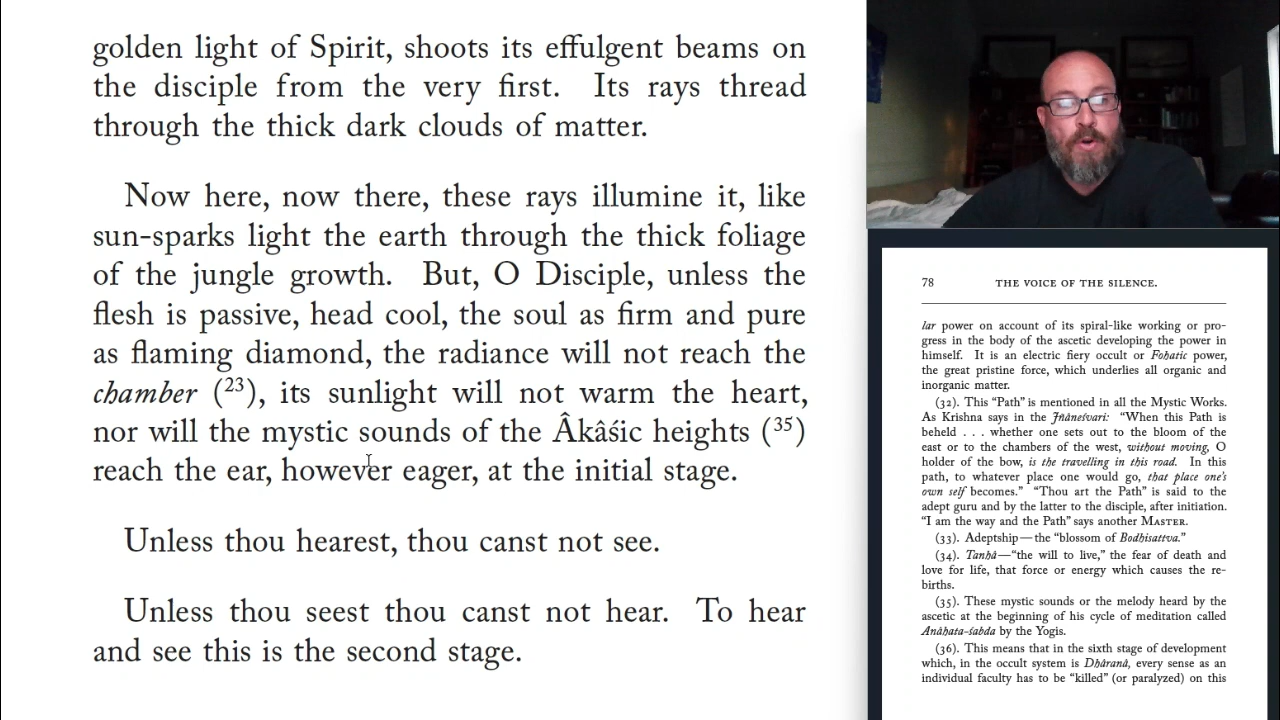 golden light of Spirit, shoots its effulgent beams on
the disciple from the very first. Its rays thread
through the thick dark clouds of matter.
Now here, now there, these rays illumine it, like
sun-sparks light the earth through the thick foliage
of the jungle growth. But, O Disciple, unless the
flesh is passive, head cool, the soul as firm and pure
as flaming diamond, the radiance will not reach the
chamber (23), its sunlight will not warm the heart,
nor will the mystic sounds of the Âkâśic heights (35)
reach the ear, however eager, at the initial stage.
Unless thou hearest, thou canst not see.
Unless thou seest thou canst not hear. To hear
and see this is the second stage.
78 THE VOICE OF THE SILENCE.
lar power on account of its spiral-like working or pro-
gress in the body of the ascetic developing the power in
himself. It is an electric fiery occult or Fohatic power,
the great pristine force, which underlies all organic and
inorganic matter.
(32). This “Path” is mentioned in all the Mystic Works.
As Krishna says in the Jñâneśvari: “When this Path is
beheld . . . whether one sets out to the bloom of the
east or to the chambers of the west, without moving, O
holder of the bow, is the travelling in this road. In this
path, to whatever place one would go, that place one’s
own self becomes.” “Thou art the Path” is said to the
adept guru and by the latter to the disciple, after initiation.
“I am the way and the Path” says another MASTER.
(33). Adeptship—the “blossom of Bodhisattva.”
(34). Tanhâ—“the will to live,” the fear of death and
love for life, that force or energy which causes the re-
births.
(35). These mystic sounds or the melody heard by the
ascetic at the beginning of his cycle of meditation called
Anâhata-śabda by the Yogis.
(36). This means that in the sixth stage of development
which, in the occult system is Dhâranâ, every sense as an
individual faculty has to be “killed” (or paralyzed) on this